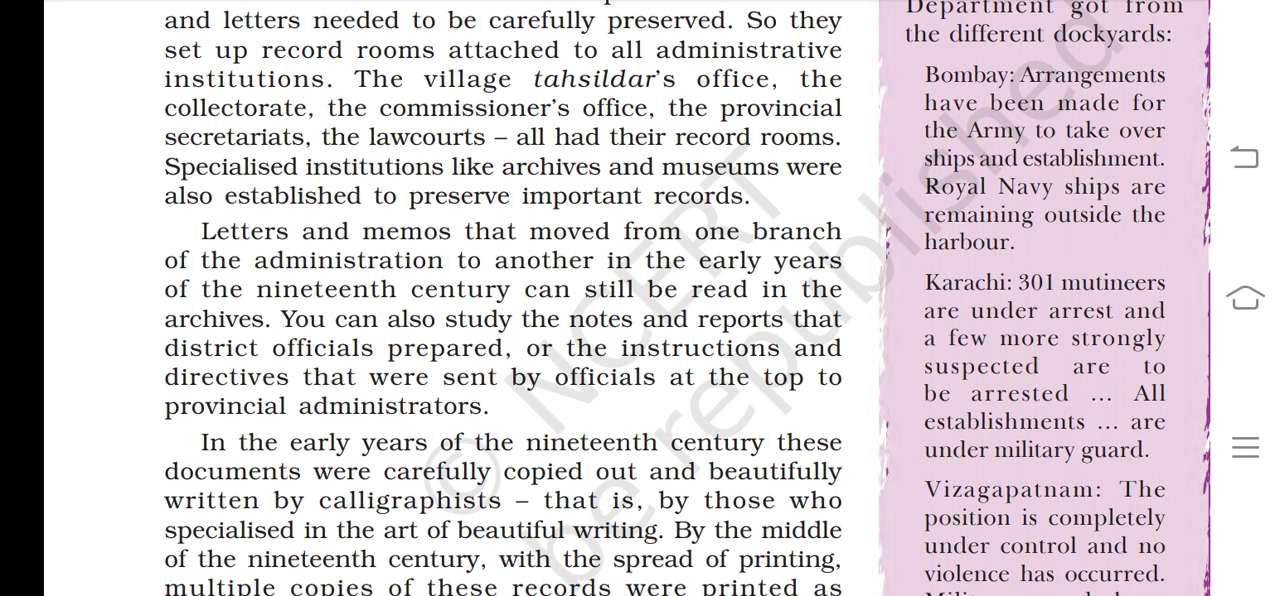 and letters needed to be carefully preserved. So they
set up record rooms attached to all administrative
institutions. The village tahsildar's office, the
collectorate, the commissioner's office, the provincial
secretariats, the lawcourts – all had their record rooms.
Specialised institutions like archives and museums were
also established to preserve important records.
Letters and memos that moved from one branch
of the administration to another in the early years
of the nineteenth century can still be read in the
archives. You can also study the notes and reports that
district officials prepared, or the instructions and
directives that were sent by officials at the top to
provincial administrators.
In the early years of the nineteenth century these
documents were carefully copied out and beautifully
written by calligraphists – that is, by those who
specialised in the art of beautiful writing. By the middle
of the nineteenth century, with the spread of printing,
multiple copies of these records were printed as
Department got from
the different dockyards:
Bombay: Arrangements
have been made for
the Army to take over
ships and establishment.
Royal Navy ships are
remaining outside the
harbour.
Karachi: 301 mutineers
are under arrest and
a few more strongly
suspected are to
be arrested ... All
establishments ... are
under military guard.
Vizagapatnam: The
position is completely
under control and no
violence has occurred.
© NCERT
be republished